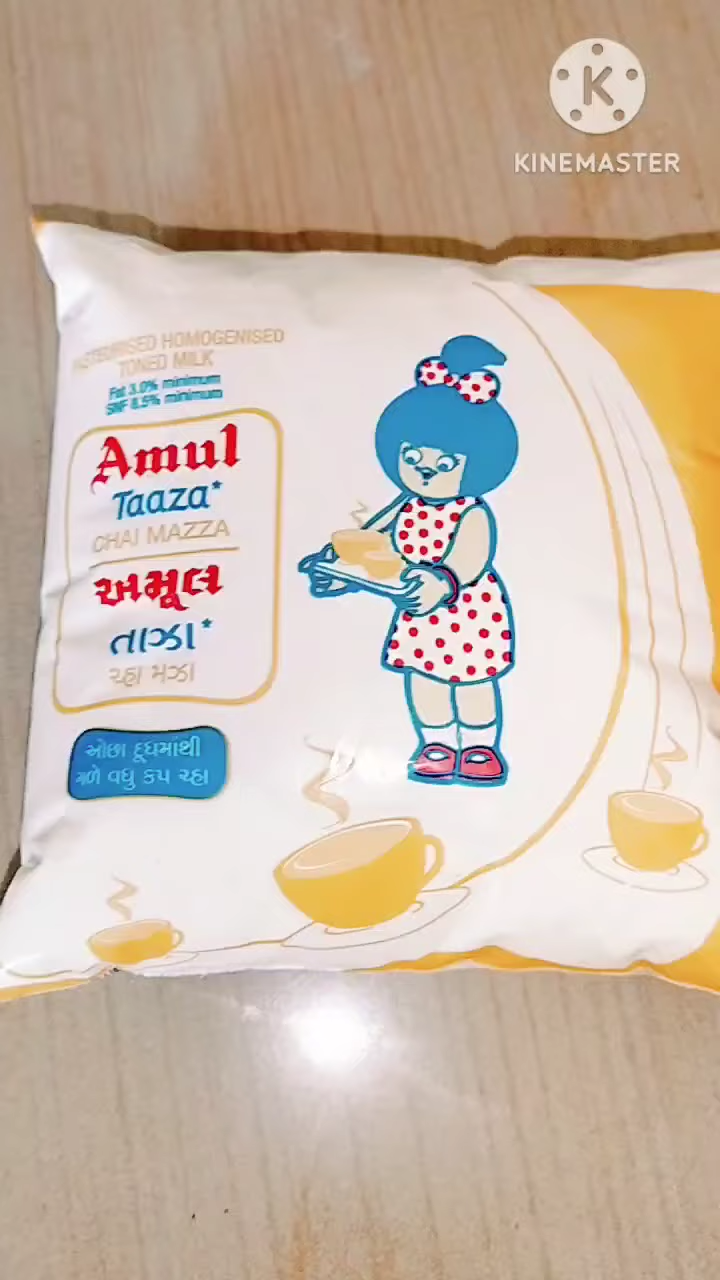 KINEMASTER
PASTEURISED HOMOGENISED
TONED MILK
Fat 3.0% minimum
SNF 8.5% minimum
Amul
Taaza*
CHAI MAZZA
અમૂલ
તાઝા*
ચ્હા મઝા
ઓછા દૂધમાથી
મળે વધુ કપ ચ્હા